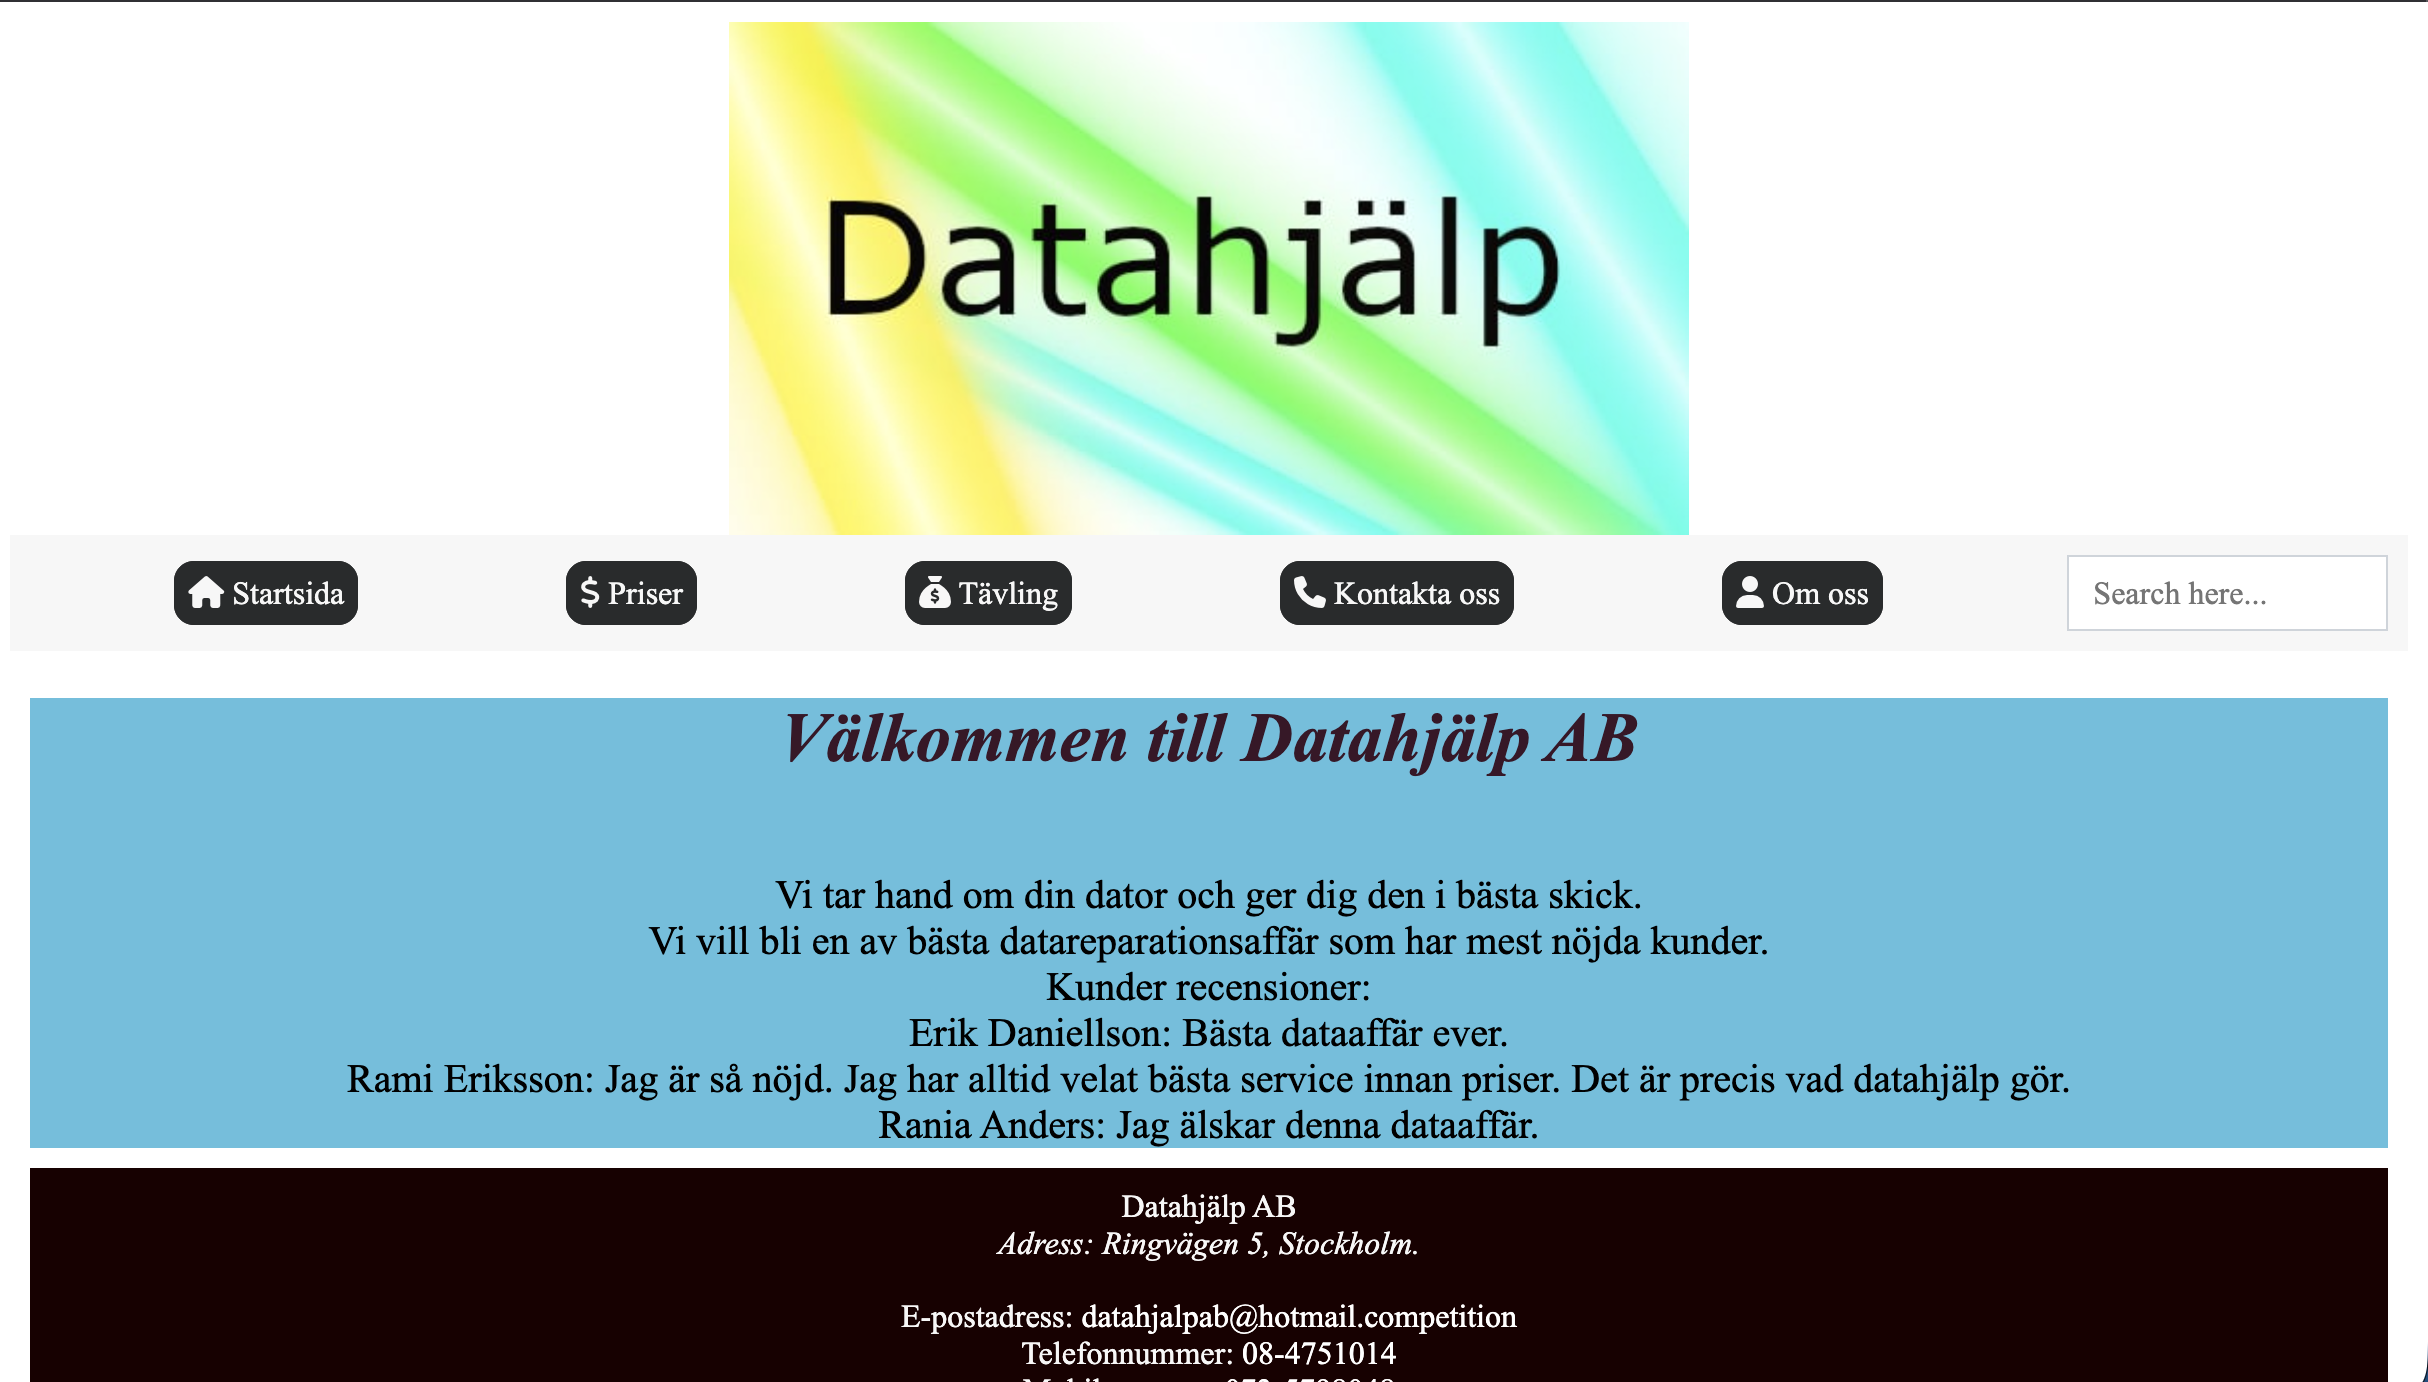 Datahjälp
Startsida
Priser
Tävling
Kontakta oss
Om oss
Search here...
Välkommen till Datahjälp AB
Vi tar hand om din dator och ger dig den i bästa skick.
Vi vill bli en av bästa datareparationsaffär som har mest nöjda kunder.
Kunder recensioner:
Erik Daniellson: Bästa dataaffär ever.
Rami Eriksson: Jag är så nöjd. Jag har alltid velat bästa service innan priser. Det är precis vad datahjälp gör.
Rania Anders: Jag älskar denna dataaffär.
Datahjälp AB
Adress: Ringvägen 5, Stockholm.
E-postadress: datahjalpab@hotmail.competition
Telefonnummer: 08-4751014